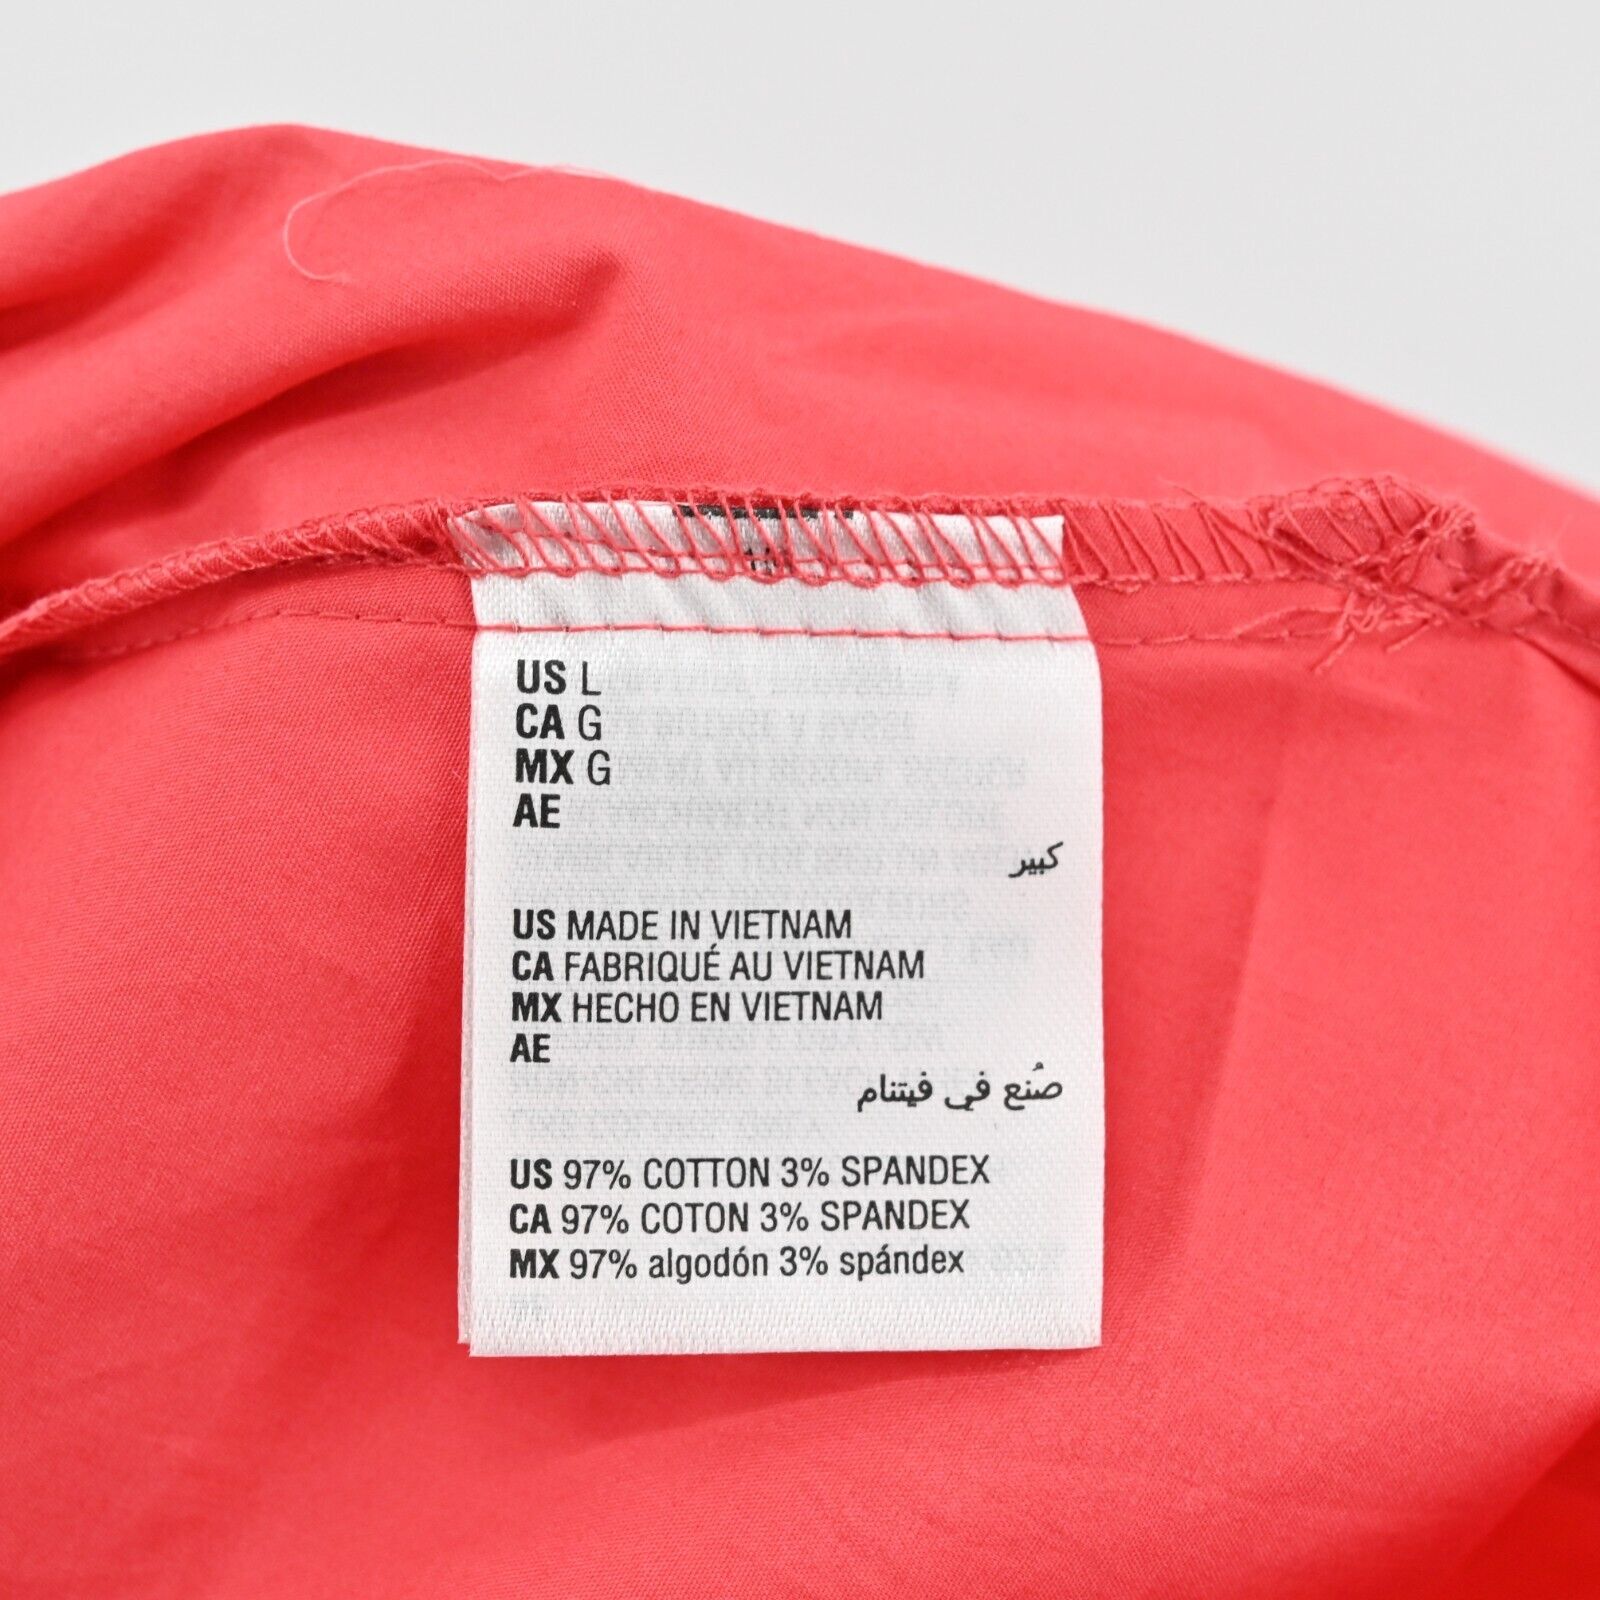 US L
CA G
MX G
AE
كبير
US MADE IN VIETNAM
CA FABRIQUÉ AU VIETNAM
MX HECHO EN VIETNAM
AE
صُنع في فيتنام
US 97% COTTON 3% SPANDEX
CA 97% COTON 3% SPANDEX
MX 97% algodón 3% spándex